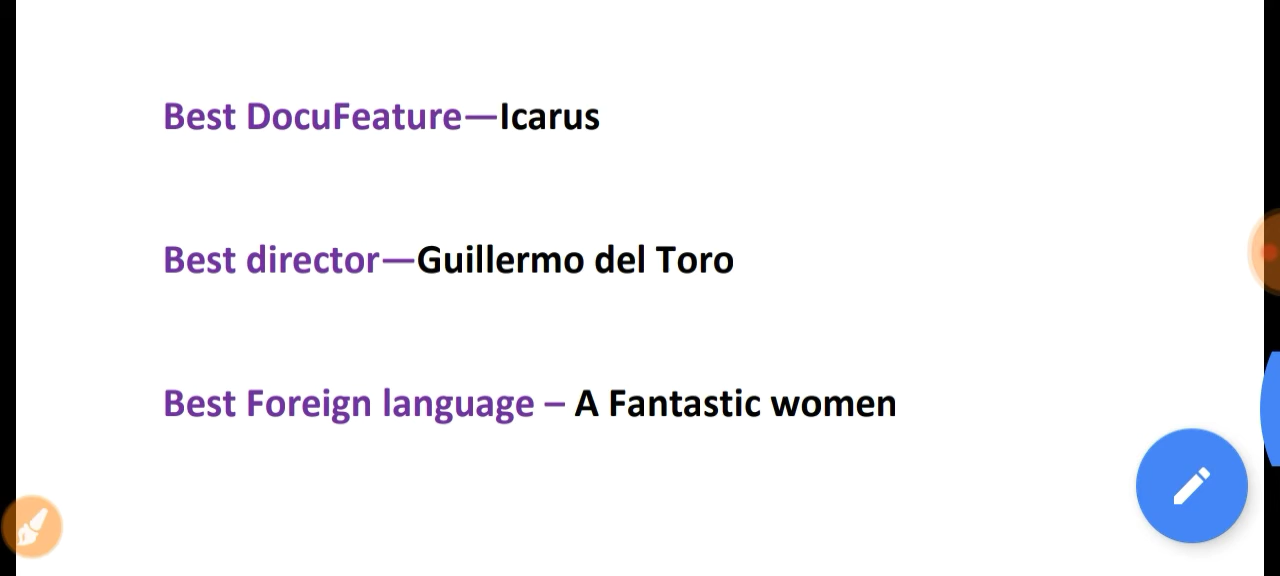 Best DocuFeature—Icarus
Best director—Guillermo del Toro
Best Foreign language – A Fantastic women